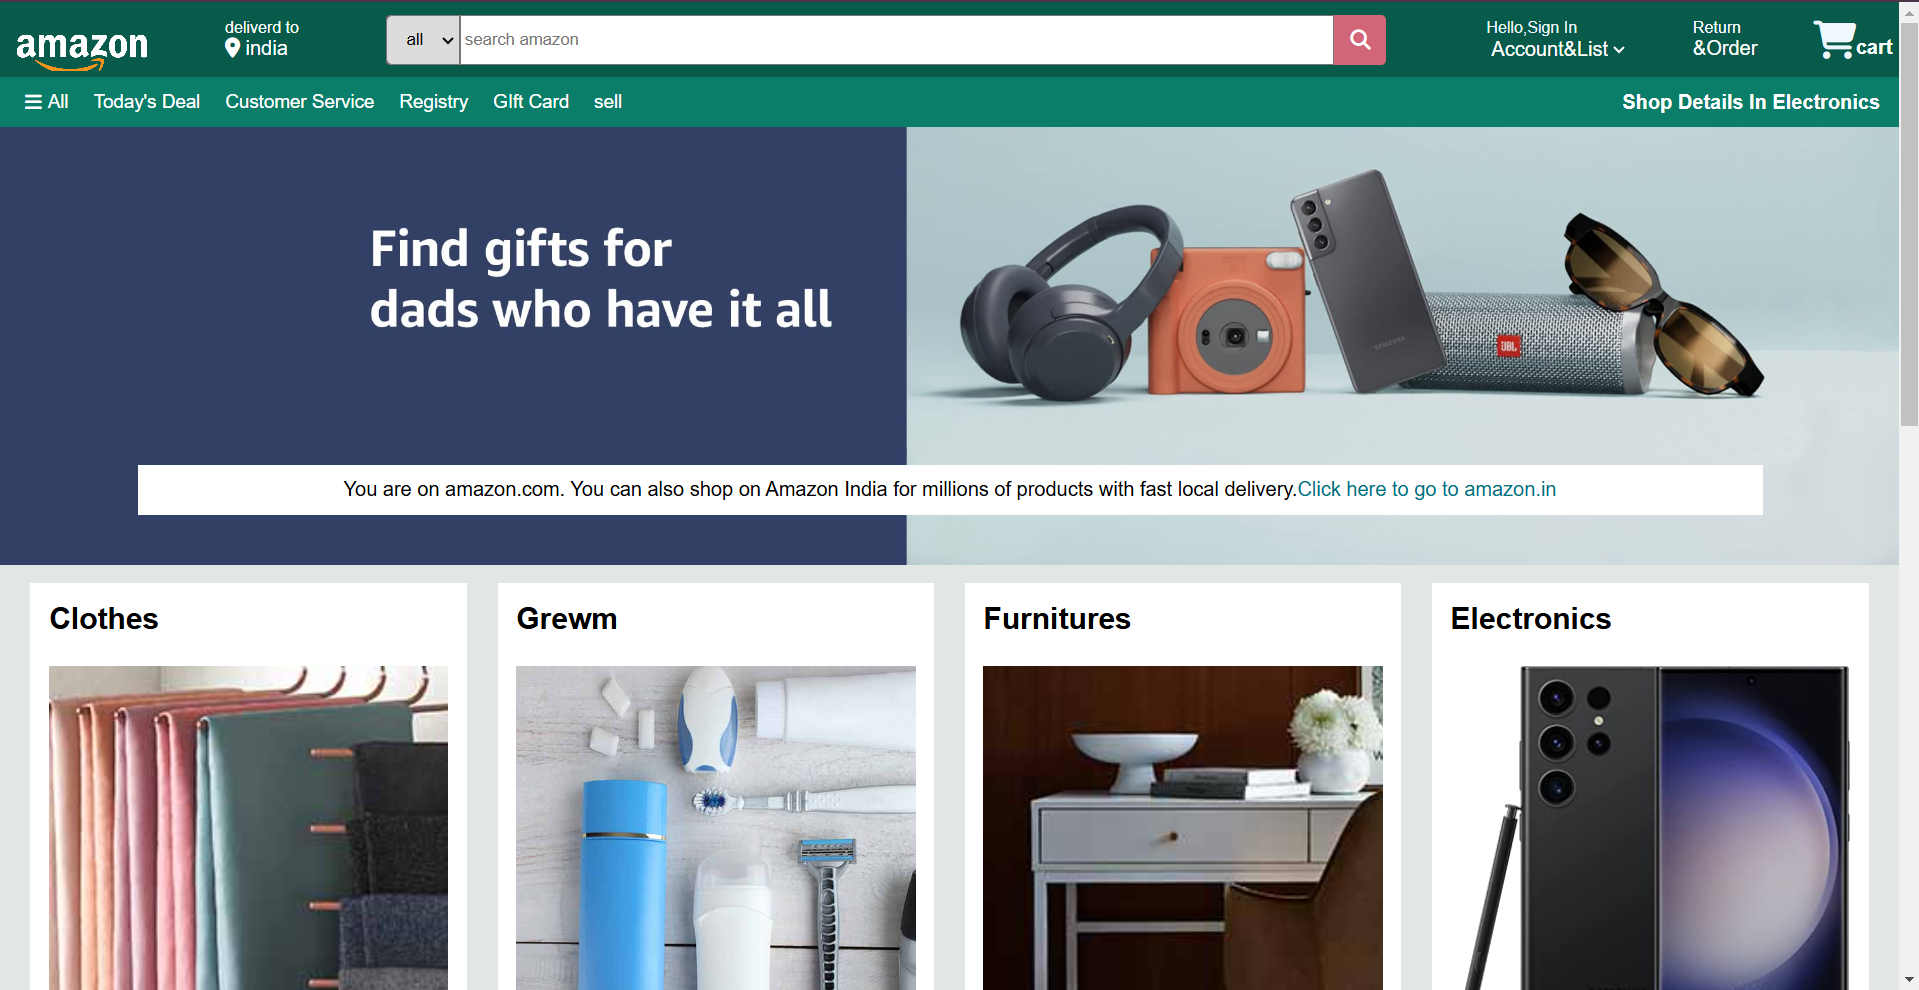 amazon
deliverd to
india
all
search amazon
Hello,Sign In
Account&List
Return
&Order
cart
All
Today's Deal
Customer Service
Registry
GIft Card
sell
Shop Details In Electronics
Find gifts for
dads who have it all
SAMSUNG
JBL
You are on amazon.com. You can also shop on Amazon India for millions of products with fast local delivery.Click here to go to amazon.in
Clothes
Grewm
Furnitures
Electronics